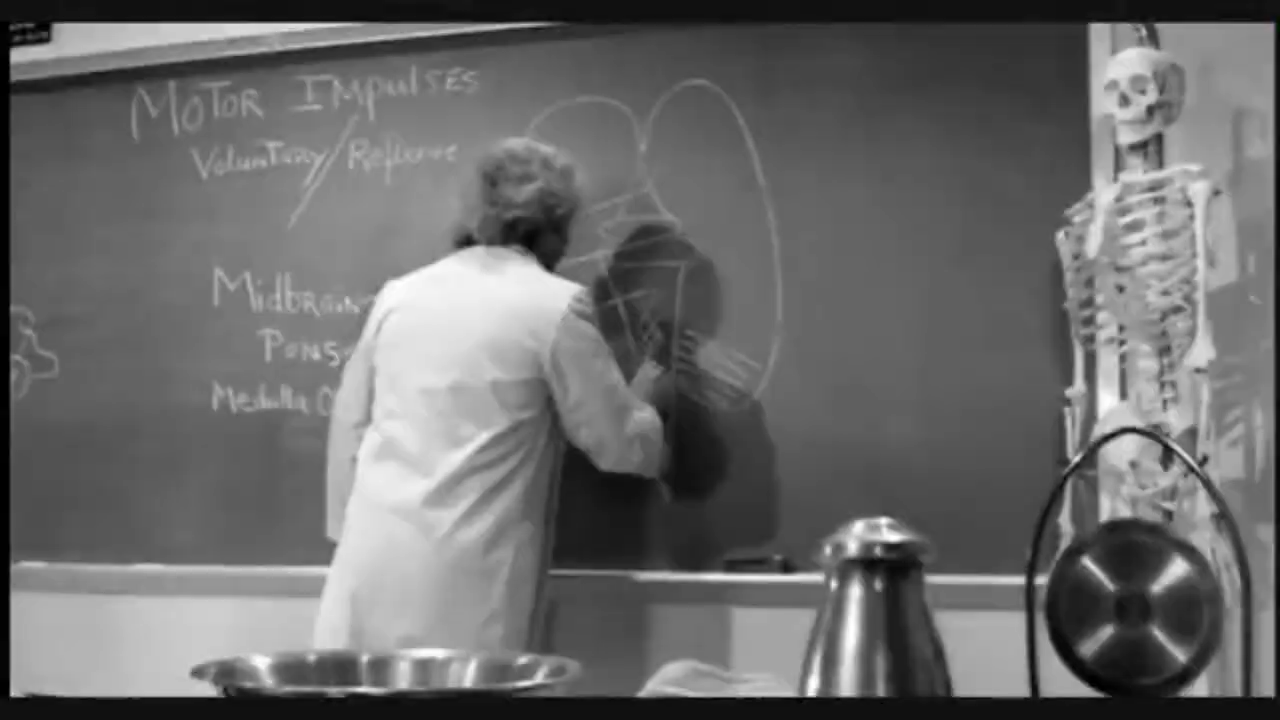 MOTOR IMPULSES
Voluntary/Reflexive
Midbrain
PONS
Medulla O